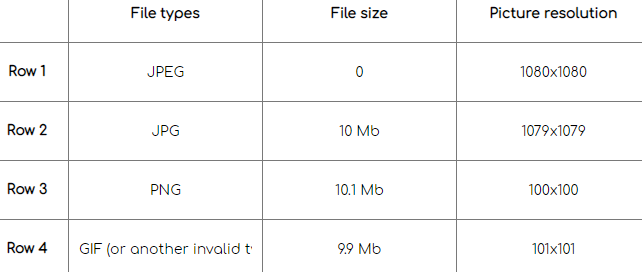 File types File size Picture resolution
Row 1 JPEG 0 1080x1080
Row 2 JPG 10 Mb 1079x1079
Row 3 PNG 10.1 Mb 100x100
Row 4 GIF (or another invalid 9.9 Mb 101x101